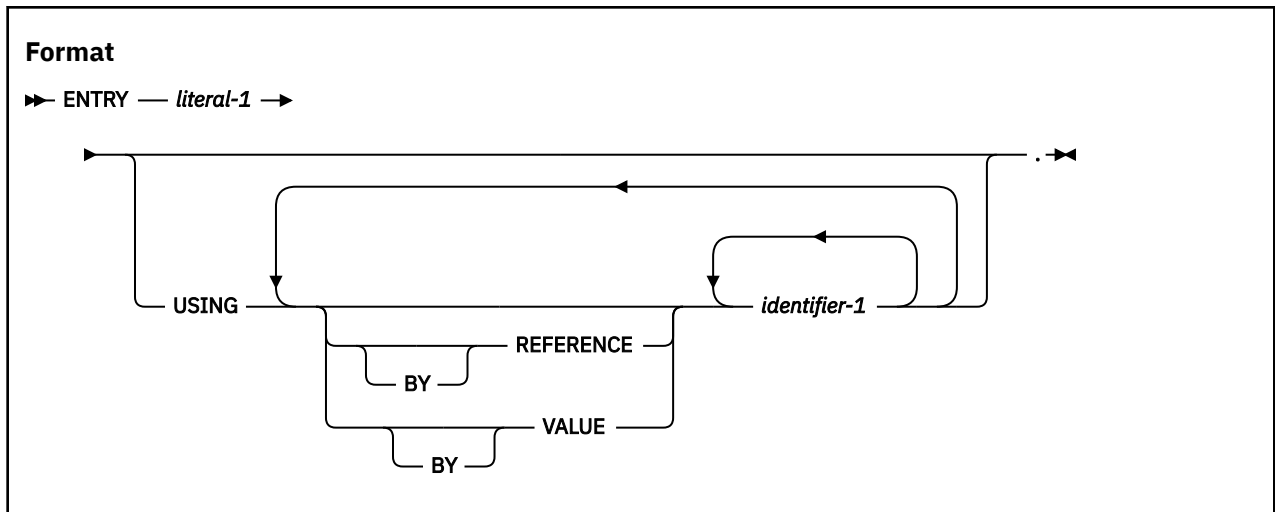 Format
ENTRY literal-1
.
USING identifier-1
REFERENCE
BY
VALUE
BY